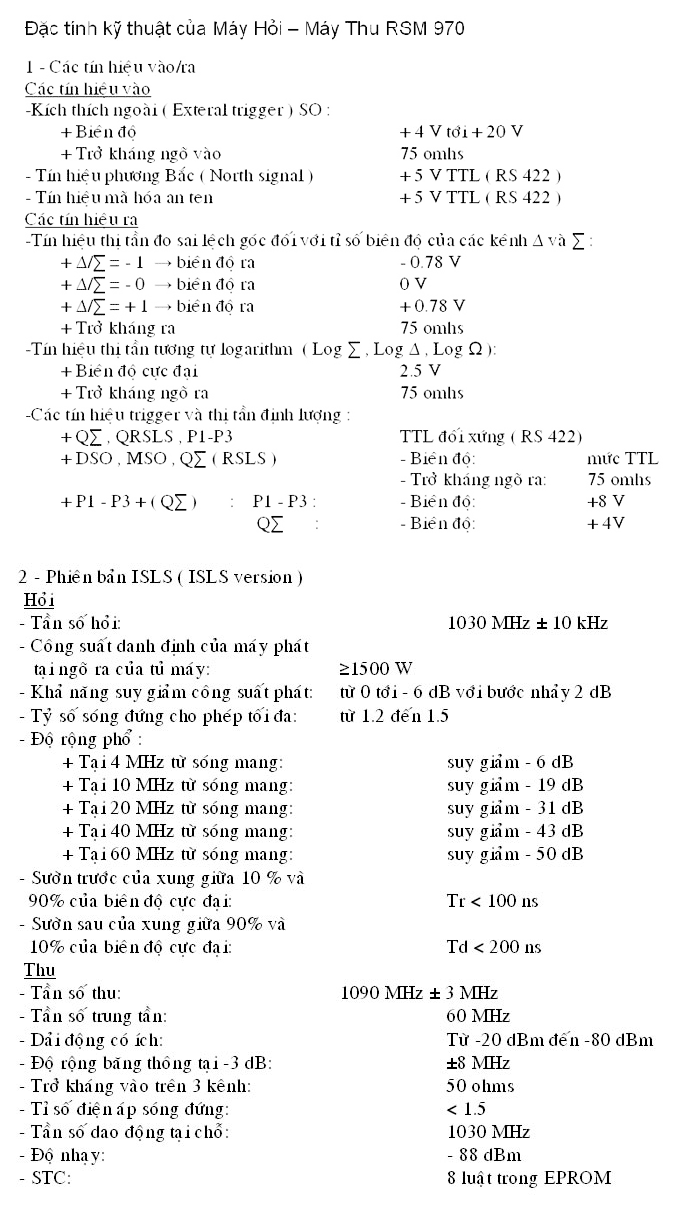 Đặc tính kỹ thuật của Máy Hỏi – Máy Thu RSM 970
1 - Các tín hiệu vào/ra
Các tín hiệu vào
-Kích thích ngoài ( Exteral trigger ) SO :
+ Biên độ + 4 V tới + 20 V
+ Trở kháng ngõ vào 75 omhs
- Tín hiệu phương Bắc ( North signal ) + 5 V TTL ( RS 422 )
- Tín hiệu mã hóa an ten + 5 V TTL ( RS 422 )
Các tín hiệu ra
-Tín hiệu thị tần đo sai lệch góc đối với tỉ số biên độ của các kênh Δ và ∑ :
+ Δ/∑ = - 1 → biên độ ra - 0.78 V
+ Δ/∑ = - 0 → biên độ ra 0 V
+ Δ/∑ = + 1 → biên độ ra + 0.78 V
+ Trở kháng ra 75 omhs
-Tín hiệu thị tần tương tự logarithm ( Log ∑ , Log Δ , Log Ω ):
+ Biên độ cực đại 2.5 V
+ Trở kháng ngõ ra 75 omhs
-Các tín hiệu trigger và thị tần định lượng :
+ Q∑ , QRSLS , P1-P3 TTL đối xứng ( RS 422)
+ DSO , MSO , Q∑ ( RSLS ) - Biên độ: mức TTL
- Trở kháng ngõ ra: 75 omhs
+ P1 - P3 + ( Q∑ ) : P1 - P3 : - Biên độ: +8 V
Q∑ : - Biên độ: + 4V
2 - Phiên bản ISLS ( ISLS version )
Hỏi
- Tần số hỏi: 1030 MHz ± 10 kHz
- Công suất danh định của máy phát
tại ngõ ra của tủ máy: ≥1500 W
- Khả năng suy giảm công suất phát: từ 0 tới - 6 dB với bước nhảy 2 dB
- Tỷ số sóng đứng cho phép tối đa: từ 1.2 đến 1.5
- Độ rộng phổ :
+ Tại 4 MHz từ sóng mang: suy giảm - 6 dB
+ Tại 10 MHz từ sóng mang: suy giảm - 19 dB
+ Tại 20 MHz từ sóng mang: suy giảm - 31 dB
+ Tại 40 MHz từ sóng mang: suy giảm - 43 dB
+ Tại 60 MHz từ sóng mang: suy giảm - 50 dB
- Sườn trước của xung giữa 10 % và
90% của biên độ cực đại: Tr < 100 ns
- Sườn sau của xung giữa 90% và
10% của biên độ cực đại: Td < 200 ns
Thu
- Tần số thu: 1090 MHz ± 3 MHz
- Tần số trung tần: 60 MHz
- Dải động có ích: Từ -20 dBm đến -80 dBm
- Độ rộng băng thông tại -3 dB: ±8 MHz
- Trở kháng vào trên 3 kênh: 50 ohms
- Tỉ số điện áp sóng đứng: < 1.5
- Tần số dao động tại chỗ: 1030 MHz
- Độ nhạy: - 88 dBm
- STC: 8 luật trong EPROM